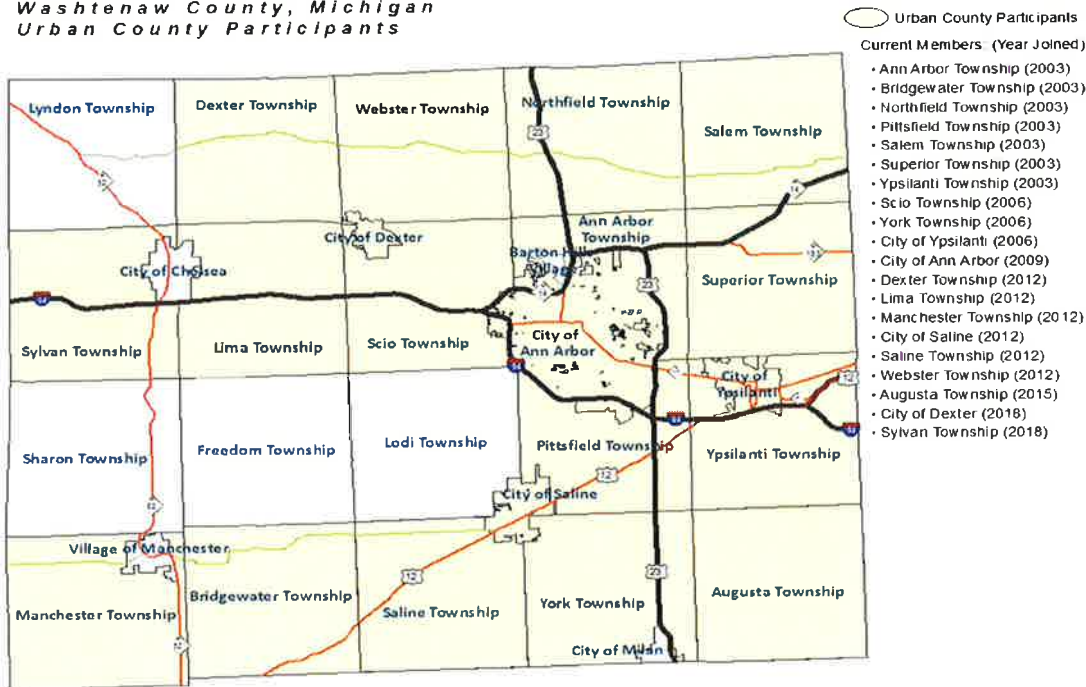 Washtenaw County, Michigan
Urban County Participants
Urban County Participants
Current Members: (Year Joined)
• Ann Arbor Township (2003)
• Bridgewater Township (2003)
• Northfield Township (2003)
• Pittsfield Township (2003)
• Salem Township (2003)
• Superior Township (2003)
• Ypsilanti Township (2003)
• Scio Township (2006)
• York Township (2006)
• City of Ypsilanti (2006)
• City of Ann Arbor (2009)
• Dexter Township (2012)
• Lima Township (2012)
• Manchester Township (2012)
• City of Saline (2012)
• Saline Township (2012)
• Webster Township (2012)
• Augusta Township (2015)
• City of Dexter (2018)
• Sylvan Township (2018)
Lyndon Township
Dexter Township
Webster Township
Northfield Township
Salem Township
23
52
14
City of Chelsea
City of Dexter
Ann Arbor
Township
Barton Hills
Village
153
Superior Township
94
14
23
Sylvan Township
Lima Township
Scio Township
City of
Ann Arbor
94
City of
Ypsilanti
12
94
94
Sharon Township
Freedom Township
Lodi Township
Pittsfield Township
Ypsilanti Township
12
52
City of Saline
Village of Manchester
12
23
Manchester Township
Bridgewater Township
Saline Township
York Township
Augusta Township
52
City of Milan